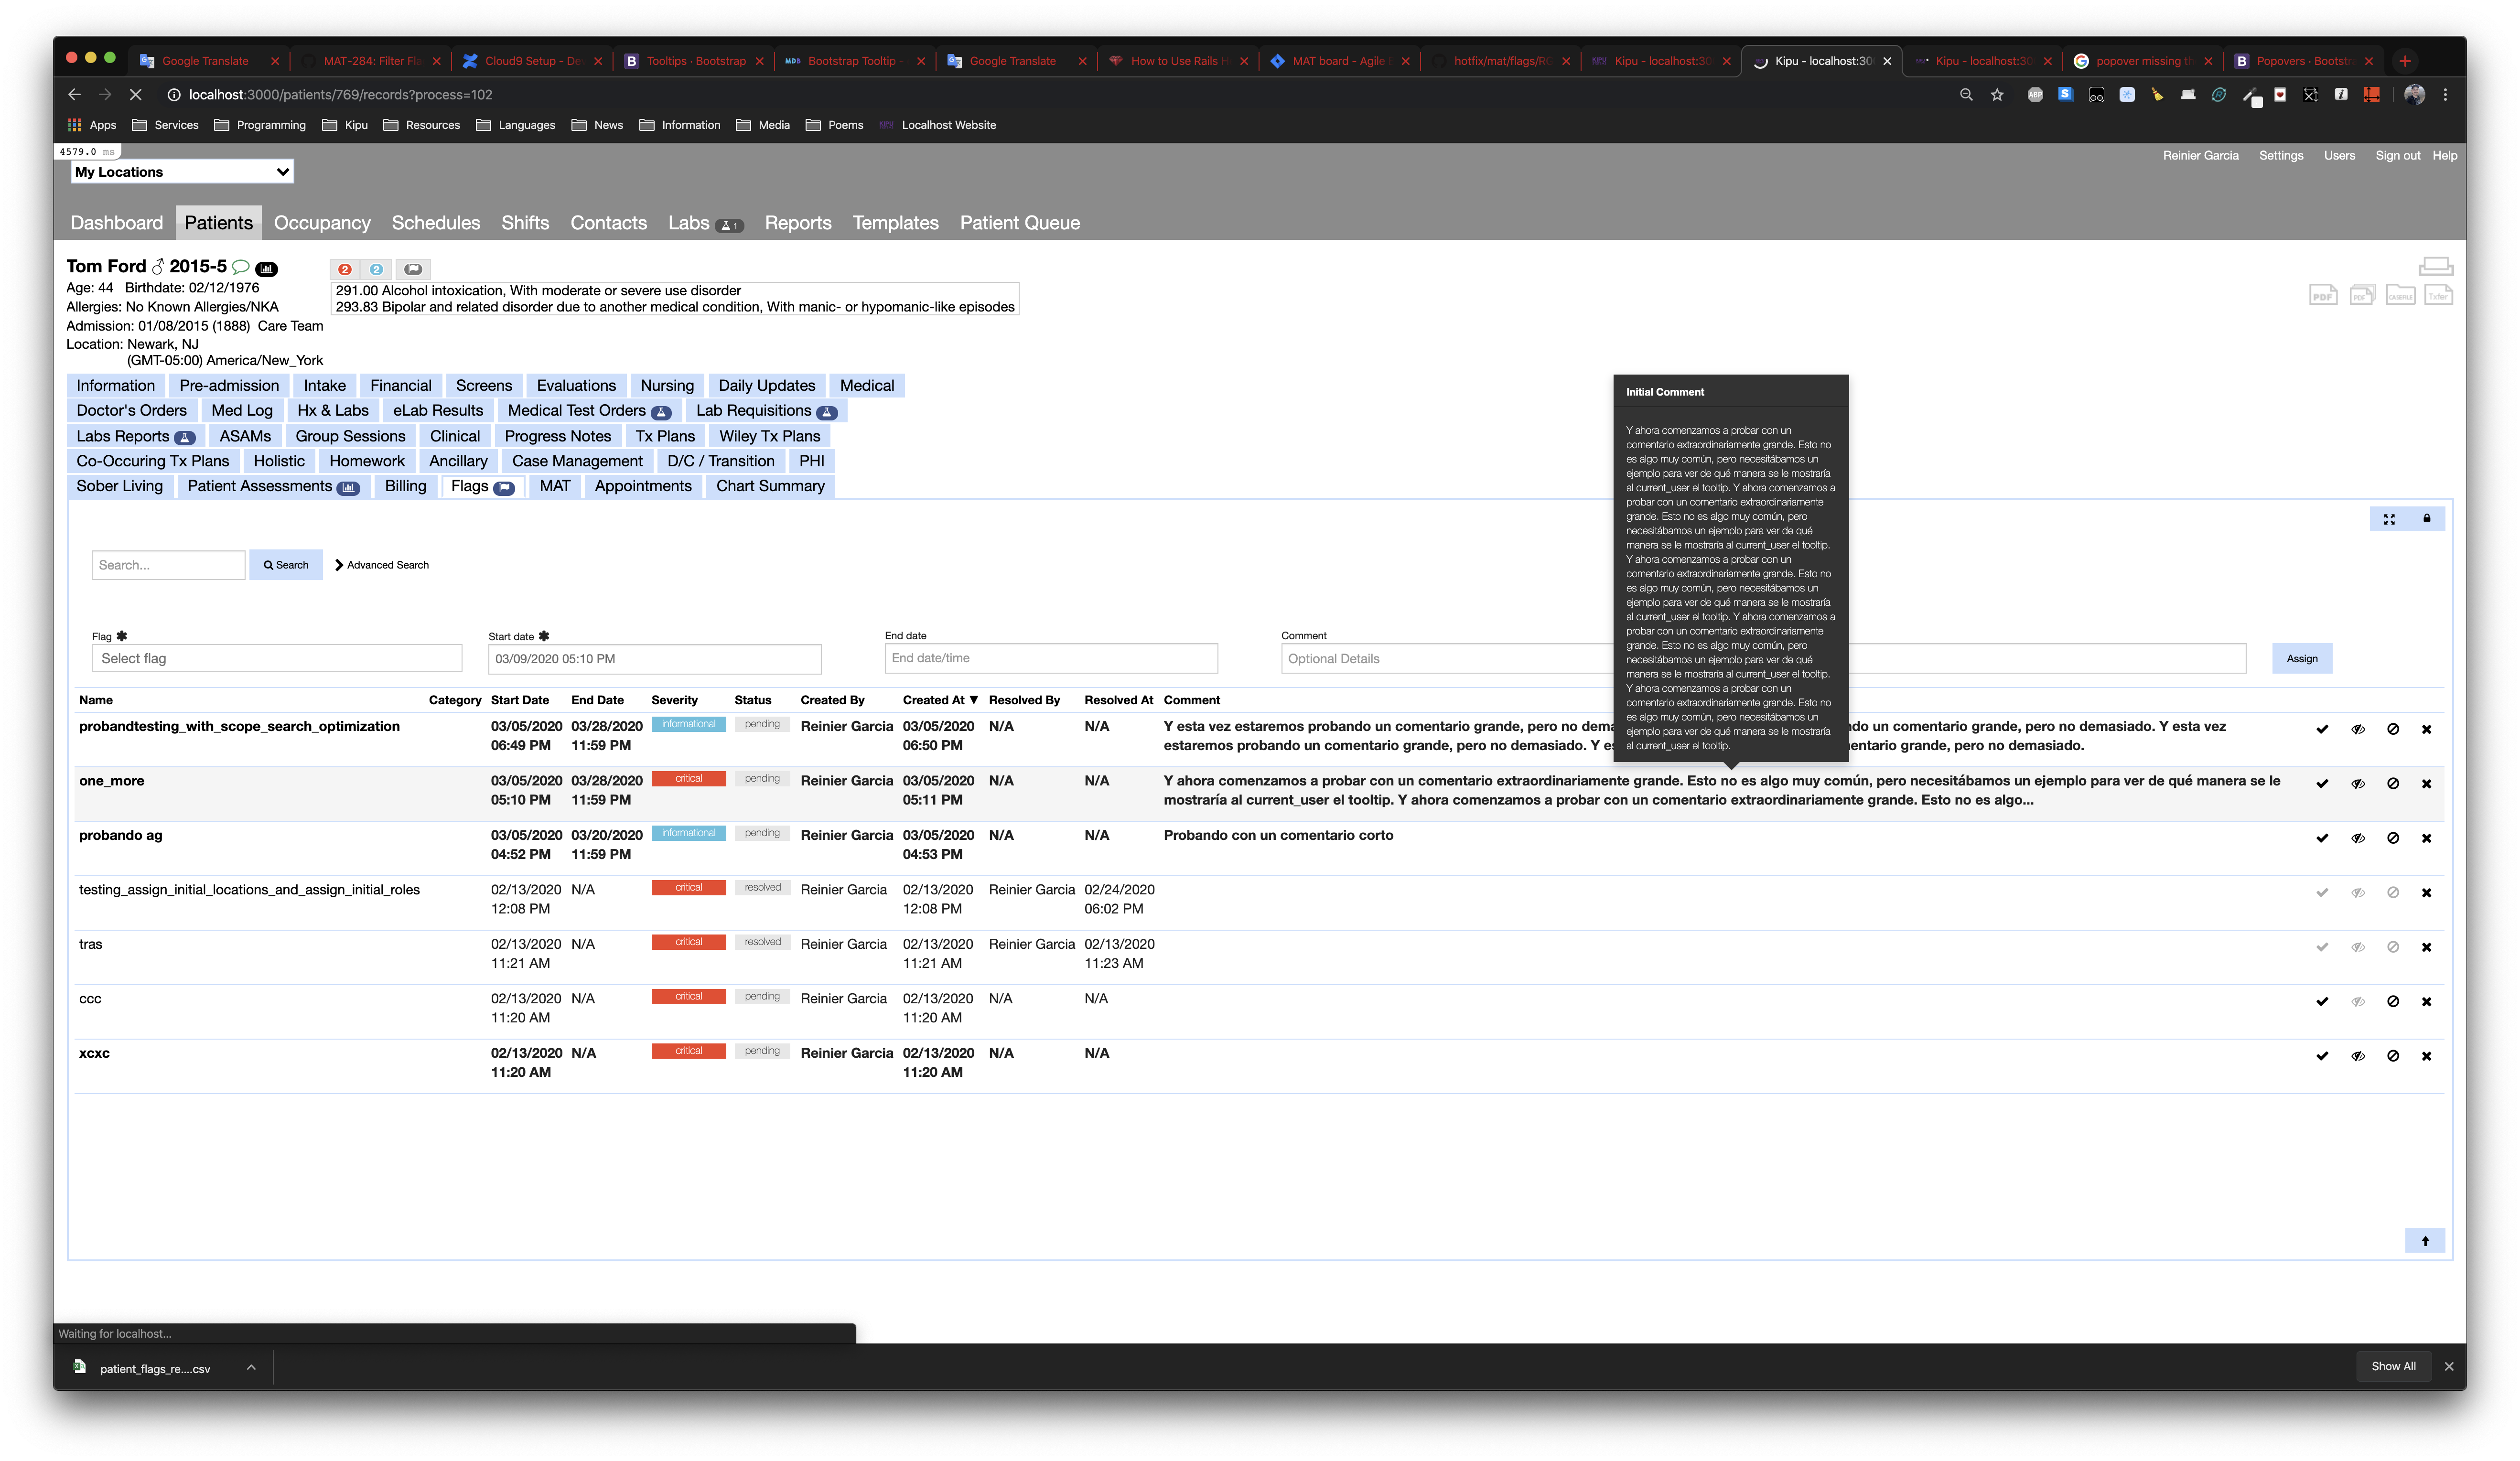 Google Translate
MAT-284: Filter Fla
Cloud9 Setup - De
Tooltips · Bootstrap
Bootstrap Tooltip -
Google Translate
How to Use Rails H
MAT board - Agile
hotfix/mat/flags/RC
Kipu - localhost:30
Kipu - localhost:30
Kipu - localhost:30
popover missing th
Popovers · Bootstr
localhost:3000/patients/769/records?process=102
Apps Services Programming Kipu Resources Languages News Information Media Poems Localhost Website
4579.0 ms
My Locations
Reinier Garcia Settings Users Sign out Help
Dashboard Patients Occupancy Schedules Shifts Contacts Labs 1 Reports Templates Patient Queue
Tom Ford 2015-5
2 2
Age: 44 Birthdate: 02/12/1976
Allergies: No Known Allergies/NKA
Admission: 01/08/2015 (1888) Care Team
Location: Newark, NJ
(GMT-05:00) America/New_York
291.00 Alcohol intoxication, With moderate or severe use disorder
293.83 Bipolar and related disorder due to another medical condition, With manic- or hypomanic-like episodes
PDF PDF CASEFILE Txfer
Information Pre-admission Intake Financial Screens Evaluations Nursing Daily Updates Medical
Doctor's Orders Med Log Hx & Labs eLab Results Medical Test Orders Lab Requisitions
Labs Reports ASAMs Group Sessions Clinical Progress Notes Tx Plans Wiley Tx Plans
Co-Occuring Tx Plans Holistic Homework Ancillary Case Management D/C / Transition PHI
Sober Living Patient Assessments Billing Flags MAT Appointments Chart Summary
Initial Comment
Y ahora comenzamos a probar con un
comentario extraordinariamente grande. Esto no
es algo muy común, pero necesitábamos un
ejemplo para ver de qué manera se le mostraría
al current_user el tooltip. Y ahora comenzamos a
probar con un comentario extraordinariamente
grande. Esto no es algo muy común, pero
necesitábamos un ejemplo para ver de qué
manera se le mostraría al current_user el tooltip.
Y ahora comenzamos a probar con un
comentario extraordinariamente grande. Esto no
es algo muy común, pero necesitábamos un
ejemplo para ver de qué manera se le mostraría
al current_user el tooltip. Y ahora comenzamos a
probar con un comentario extraordinariamente
grande. Esto no es algo muy común, pero
necesitábamos un ejemplo para ver de qué
manera se le mostraría al current_user el tooltip.
Y ahora comenzamos a probar con un
comentario extraordinariamente grande. Esto no
es algo muy común, pero necesitábamos un
ejemplo para ver de qué manera se le mostraría
al current_user el tooltip.
Search... Search Advanced Search
Flag ✱ Start date ✱ End date Comment
Select flag 03/09/2020 05:10 PM End date/time Optional Details Assign
Name Category Start Date End Date Severity Status Created By Created At ▼ Resolved By Resolved At Comment
probandtesting_with_scope_search_optimization 03/05/2020 03/28/2020 informational pending Reinier Garcia 03/05/2020 N/A N/A Y esta vez estaremos probando un comentario grande, pero no dema do un comentario grande, pero no demasiado. Y esta vez
06:49 PM 11:59 PM 06:50 PM estaremos probando un comentario grande, pero no demasiado. Y es mentario grande, pero no demasiado.
one_more 03/05/2020 03/28/2020 critical pending Reinier Garcia 03/05/2020 N/A N/A Y ahora comenzamos a probar con un comentario extraordinariamente grande. Esto no es algo muy común, pero necesitábamos un ejemplo para ver de qué manera se le
05:10 PM 11:59 PM 05:11 PM mostraría al current_user el tooltip. Y ahora comenzamos a probar con un comentario extraordinariamente grande. Esto no es algo...
probando ag 03/05/2020 03/20/2020 informational pending Reinier Garcia 03/05/2020 N/A N/A Probando con un comentario corto
04:52 PM 11:59 PM 04:53 PM
testing_assign_initial_locations_and_assign_initial_roles 02/13/2020 N/A critical resolved Reinier Garcia 02/13/2020 Reinier Garcia 02/24/2020
12:08 PM 12:08 PM 06:02 PM
tras 02/13/2020 N/A critical resolved Reinier Garcia 02/13/2020 Reinier Garcia 02/13/2020
11:21 AM 11:21 AM 11:23 AM
ccc 02/13/2020 N/A critical pending Reinier Garcia 02/13/2020 N/A N/A
11:20 AM 11:20 AM
xcxc 02/13/2020 N/A critical pending Reinier Garcia 02/13/2020 N/A N/A
11:20 AM 11:20 AM
Waiting for localhost...
patient_flags_re....csv Show All